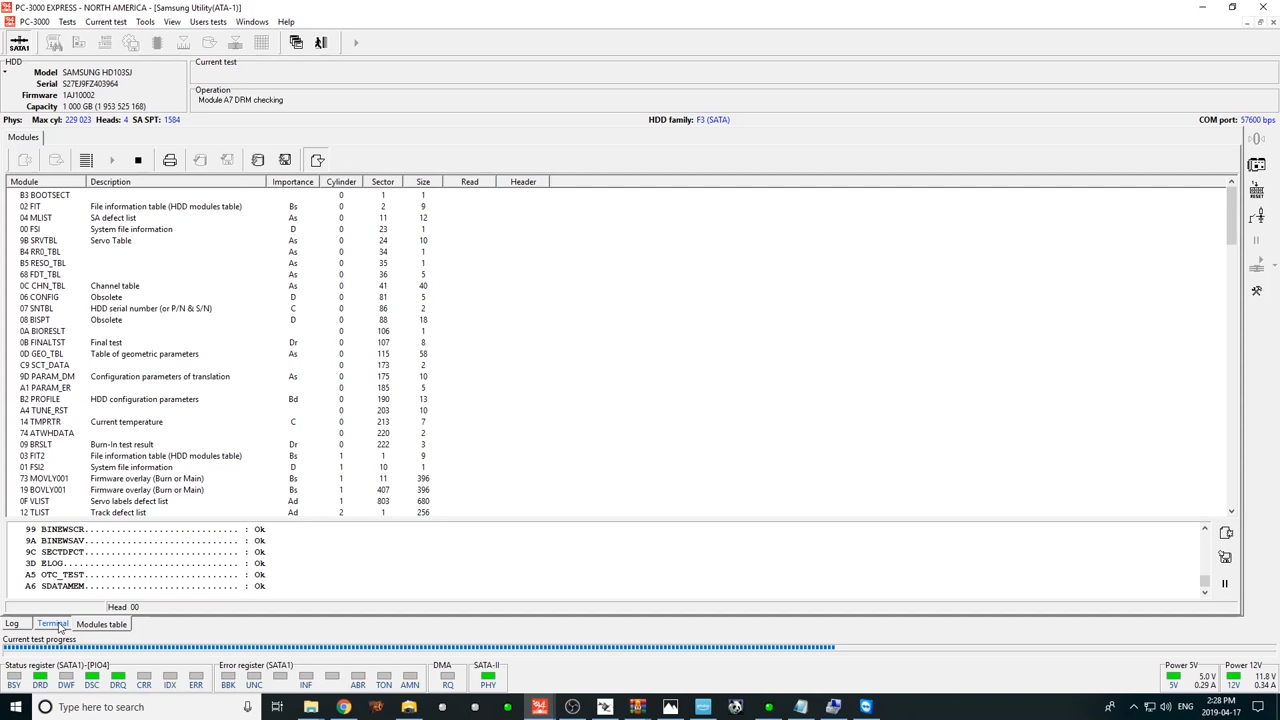 PC-3000 EXPRESS - NORTH AMERICA - [Samsung Utility(ATA-1)]
PC-3000 Tests Current test Tools View Users tests Windows Help
SATA1
HDD
Model SAMSUNG HD103SJ
Serial S27EJ9FZ403964
Firmware 1AJ10002
Capacity 1 000 GB (1 953 525 168)
Current test
Operation
Module A7 DRM checking
Phys: Max cyl: 229 023 Heads: 4 SA SPT: 1584 HDD family: F3 (SATA) COM port: 57600 bps
Modules
Module Description Importance Cylinder Sector Size Read Header
B3 BOOTSECT 0 1 1
02 FIT File information table (HDD modules table) Bs 0 2 9
04 MLIST SA defect list As 0 11 12
00 FSI System file information D 0 23 1
9B SRVTBL Servo Table As 0 24 10
B4 RR0_TBL As 0 34 1
B5 RESO_TBL As 0 35 1
68 FDT_TBL As 0 36 5
0C CHN_TBL Channel table As 0 41 40
06 CONFIG Obsolete D 0 81 5
07 SNTBL HDD serial number (or P/N & S/N) C 0 86 2
08 BISPT Obsolete D 0 88 18
0A BIORESLT 0 106 1
0B FINALTST Final test Dr 0 107 8
0D GEO_TBL Table of geometric parameters As 0 115 58
C9 SCT_DATA 0 173 2
9D PARAM_DM Configuration parameters of translation As 0 175 10
A1 PARAM_ER 0 185 5
B2 PROFILE HDD configuration parameters Bd 0 190 13
A4 TUNE_RST 0 203 10
14 TMPRTR Current temperature C 0 213 7
74 ATWHDATA 0 220 2
09 BRSLT Burn-In test result Dr 0 222 3
03 FIT2 File information table (HDD modules table) Bs 1 1 9
01 FSI2 System file information D 1 10 1
73 MOVLY001 Firmware overlay (Burn or Main) Bs 1 11 396
19 BOVLY001 Firmware overlay (Burn or Main) Bs 1 407 396
0F VLIST Servo labels defect list Ad 1 803 680
12 TLIST Track defect list Ad 2 1 256
99 BINEWSCR........................... : Ok
9A BINEWSAV........................... : Ok
9C SECTDFCT........................... : Ok
3D ELOG............................... : Ok
A5 OTC_TEST........................... : Ok
A6 SDATAMEM........................... : Ok
Head 00
Log Terminal Modules table
Current test progress
Status register (SATA1)-[PIO4] Error register (SATA1) DMA SATA-II Power 5V Power 12V
BSY DRD DWF DSC DRQ CRR IDX ERR BBK UNC INF ABR TON AMN RQ PHY 5V 5.0 V 0.29 A 12V 11.8 V 0.34 A
Type here to search
2:28 PM
2019-04-17